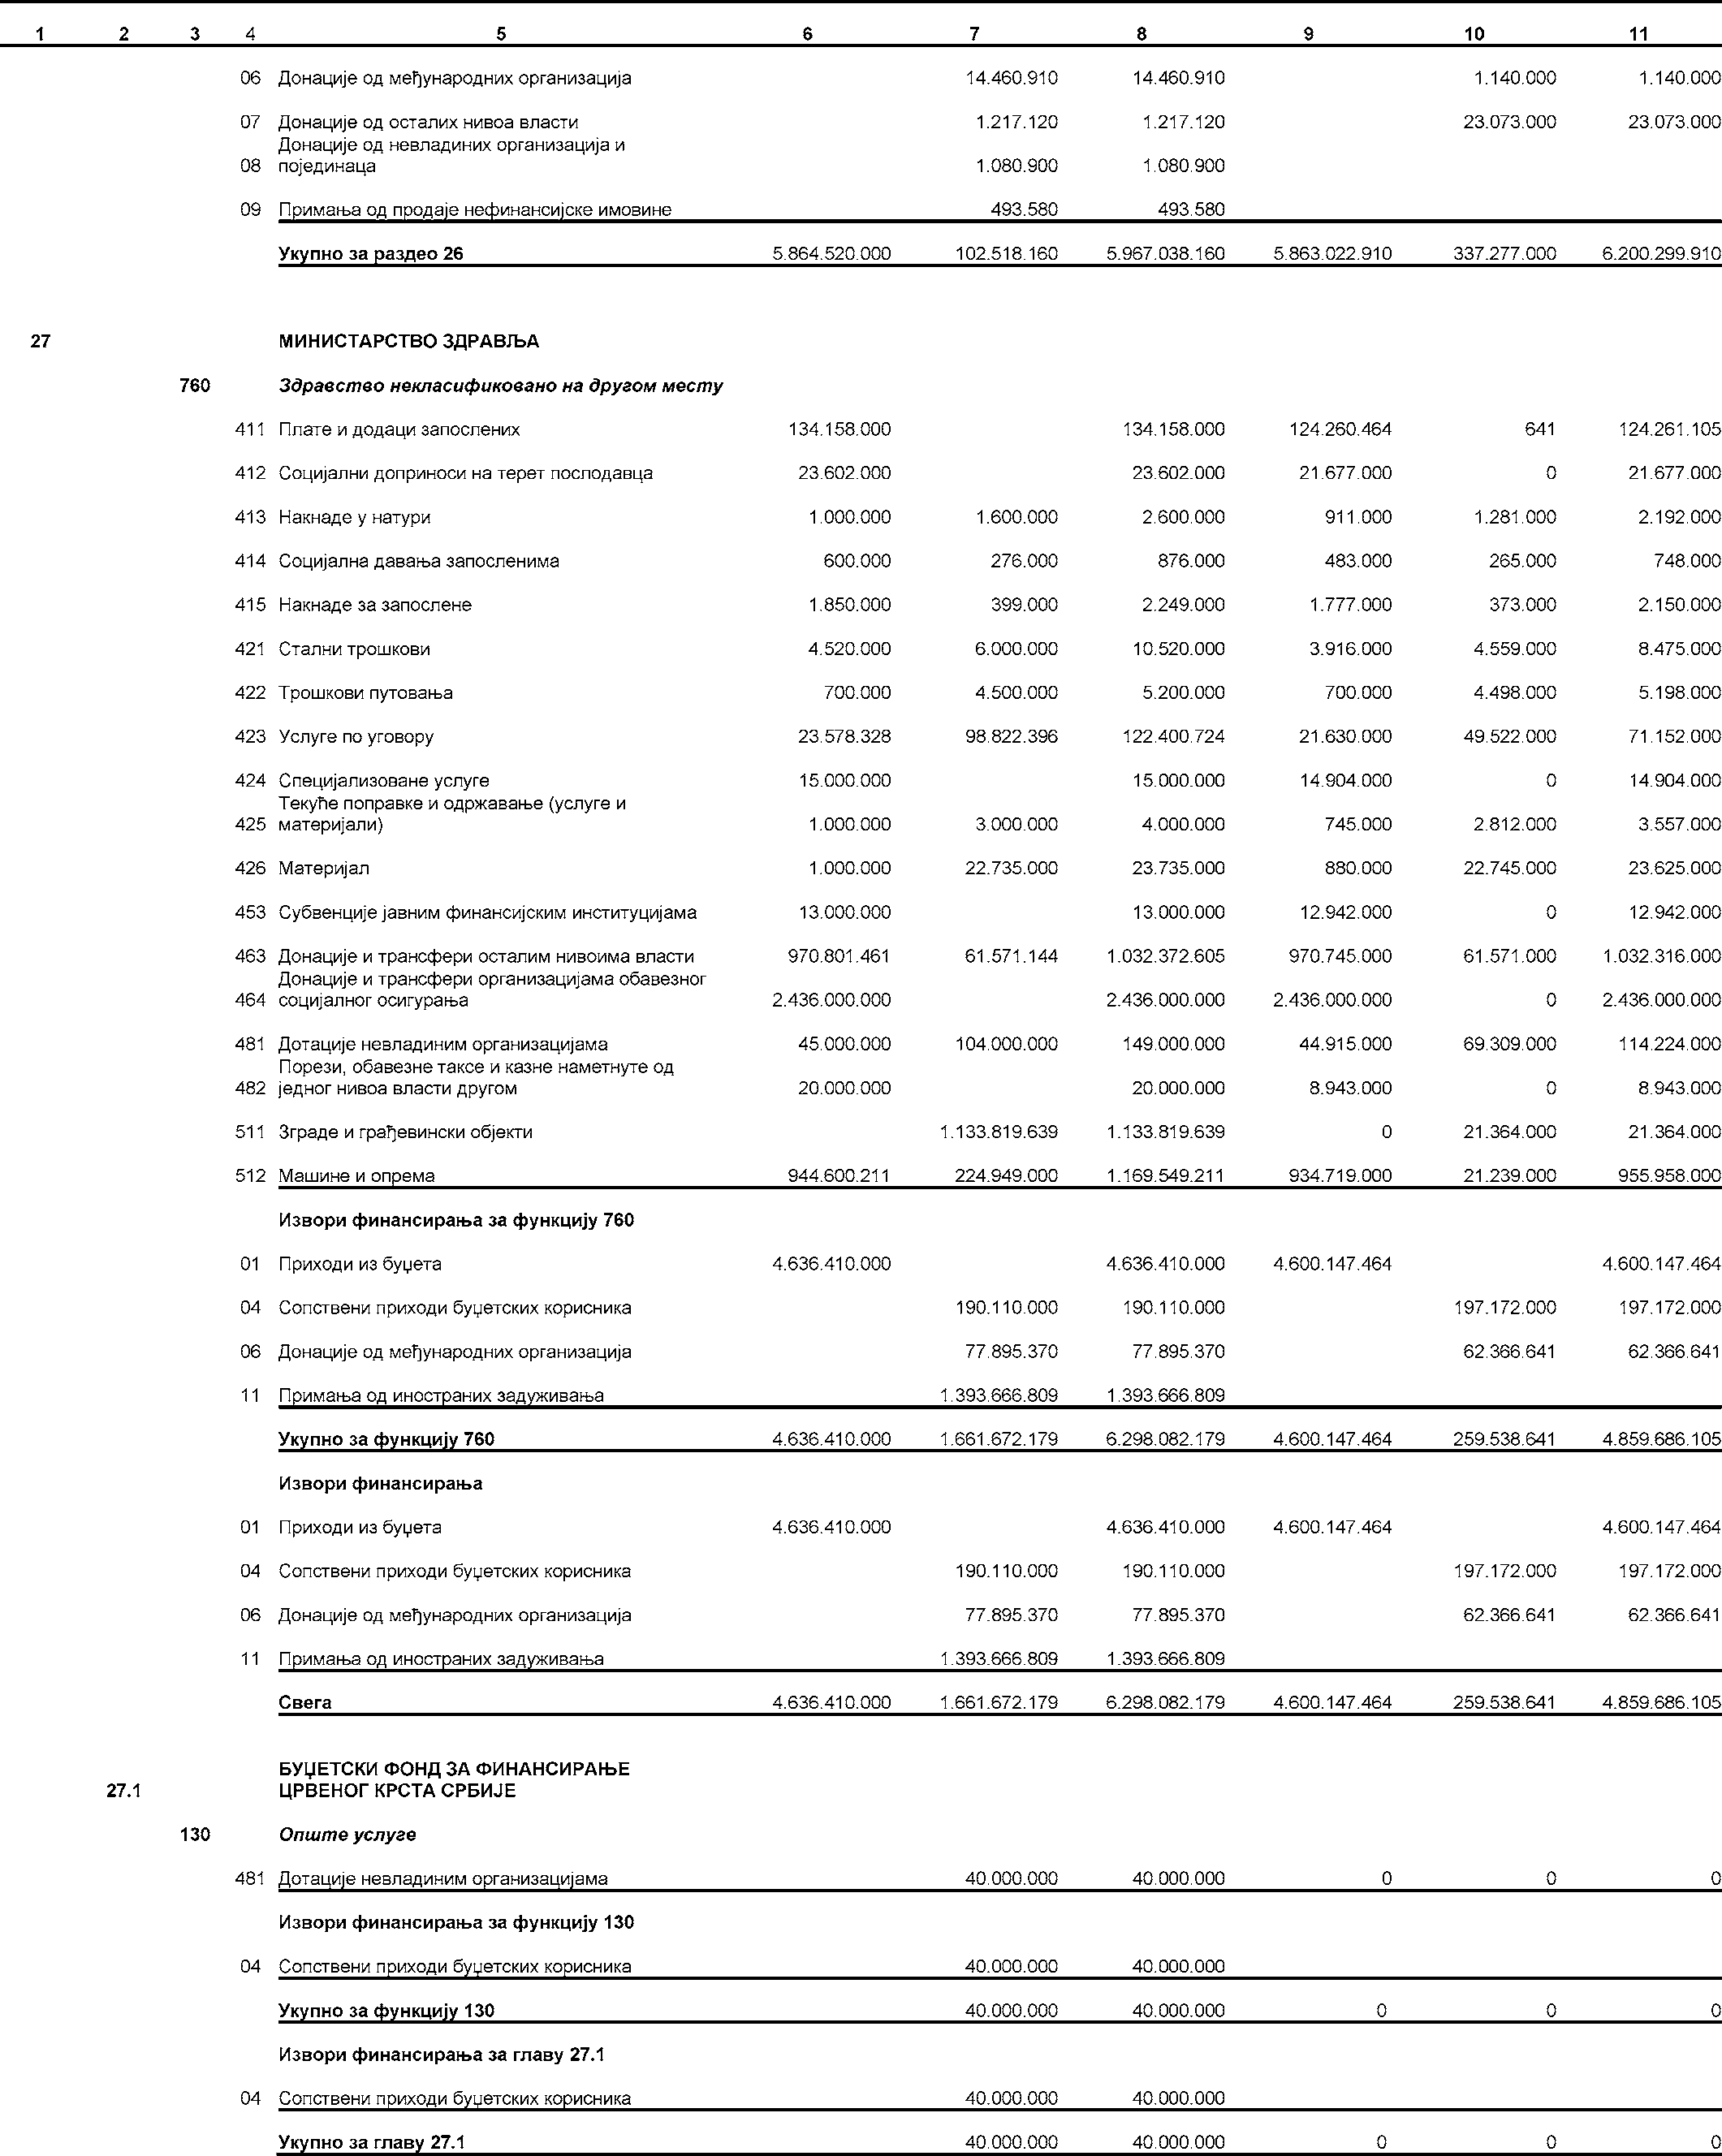 1 2 3 4 5 6 7 8 9 10 11
06 Донације од међународних организација 14.460.910 14.460.910 1.140.000 1.140.000
07 Донације од осталих нивоа власти 1.217.120 1.217.120 23.073.000 23.073.000
Донације од невладиних организација и
08 појединаца 1.080.900 1.080.900
09 Примања од продаје нефинансијске имовине 493.580 493.580
Укупно за раздео 26 5.864.520.000 102.518.160 5.967.038.160 5.863.022.910 337.277.000 6.200.299.910
27 МИНИСТАРСТВО ЗДРАВЉА
760 Здравство некласификовано на другом месту
411 Плате и додаци запослених 134.158.000 134.158.000 124.260.464 641 124.261.105
412 Социјални доприноси на терет послодавца 23.602.000 23.602.000 21.677.000 0 21.677.000
413 Накнаде у натури 1.000.000 1.600.000 2.600.000 911.000 1.281.000 2.192.000
414 Социјална давања запосленима 600.000 276.000 876.000 483.000 265.000 748.000
415 Накнаде за запослене 1.850.000 399.000 2.249.000 1.777.000 373.000 2.150.000
421 Стални трошкови 4.520.000 6.000.000 10.520.000 3.916.000 4.559.000 8.475.000
422 Трошкови путовања 700.000 4.500.000 5.200.000 700.000 4.498.000 5.198.000
423 Услуге по уговору 23.578.328 98.822.396 122.400.724 21.630.000 49.522.000 71.152.000
424 Специјализоване услуге 15.000.000 15.000.000 14.904.000 0 14.904.000
Текуће поправке и одржавање (услуге и
425 материјали) 1.000.000 3.000.000 4.000.000 745.000 2.812.000 3.557.000
426 Материјал 1.000.000 22.735.000 23.735.000 880.000 22.745.000 23.625.000
453 Субвенције јавним финансијским институцијама 13.000.000 13.000.000 12.942.000 0 12.942.000
463 Донације и трансфери осталим нивоима власти 970.801.461 61.571.144 1.032.372.605 970.745.000 61.571.000 1.032.316.000
Донације и трансфери организацијама обавезног
464 социјалног осигурања 2.436.000.000 2.436.000.000 2.436.000.000 0 2.436.000.000
481 Дотације невладиним организацијама 45.000.000 104.000.000 149.000.000 44.915.000 69.309.000 114.224.000
Порези, обавезне таксе и казне наметнуте од
482 једног нивоа власти другом 20.000.000 20.000.000 8.943.000 0 8.943.000
511 Зграде и грађевински објекти 1.133.819.639 1.133.819.639 0 21.364.000 21.364.000
512 Машине и опрема 944.600.211 224.949.000 1.169.549.211 934.719.000 21.239.000 955.958.000
Извори финансирања за функцију 760
01 Приходи из буџета 4.636.410.000 4.636.410.000 4.600.147.464 4.600.147.464
04 Сопствени приходи буџетских корисника 190.110.000 190.110.000 197.172.000 197.172.000
06 Донације од међународних организација 77.895.370 77.895.370 62.366.641 62.366.641
11 Примања од иностраних задуживања 1.393.666.809 1.393.666.809
Укупно за функцију 760 4.636.410.000 1.661.672.179 6.298.082.179 4.600.147.464 259.538.641 4.859.686.105
Извори финансирања
01 Приходи из буџета 4.636.410.000 4.636.410.000 4.600.147.464 4.600.147.464
04 Сопствени приходи буџетских корисника 190.110.000 190.110.000 197.172.000 197.172.000
06 Донације од међународних организација 77.895.370 77.895.370 62.366.641 62.366.641
11 Примања од иностраних задуживања 1.393.666.809 1.393.666.809
Свега 4.636.410.000 1.661.672.179 6.298.082.179 4.600.147.464 259.538.641 4.859.686.105
БУЏЕТСКИ ФОНД ЗА ФИНАНСИРАЊЕ
27.1 ЦРВЕНОГ КРСТА СРБИЈЕ
130 Опште услуге
481 Дотације невладиним организацијама 40.000.000 40.000.000 0 0 0
Извори финансирања за функцију 130
04 Сопствени приходи буџетских корисника 40.000.000 40.000.000
Укупно за функцију 130 40.000.000 40.000.000 0 0 0
Извори финансирања за главу 27.1
04 Сопствени приходи буџетских корисника 40.000.000 40.000.000
Укупно за главу 27.1 40.000.000 40.000.000 0 0 0